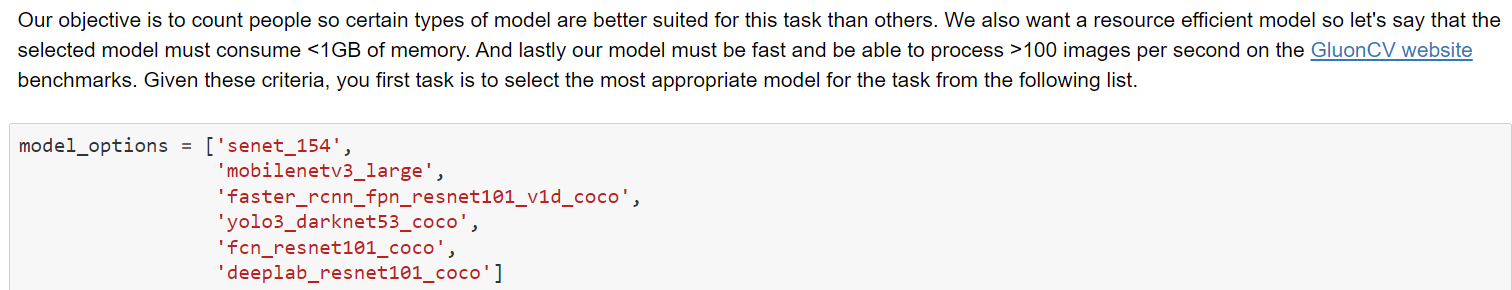 Our objective is to count people so certain types of model are better suited for this task than others. We also want a resource efficient model so let's say that the
selected model must consume <1GB of memory. And lastly our model must be fast and be able to process >100 images per second on the GluonCV website
benchmarks. Given these criteria, you first task is to select the most appropriate model for the task from the following list.
model_options = ['senet_154',
'mobilenetv3_large',
'faster_rcnn_fpn_resnet101_v1d_coco',
'yolo3_darknet53_coco',
'fcn_resnet101_coco',
'deeplab_resnet101_coco']